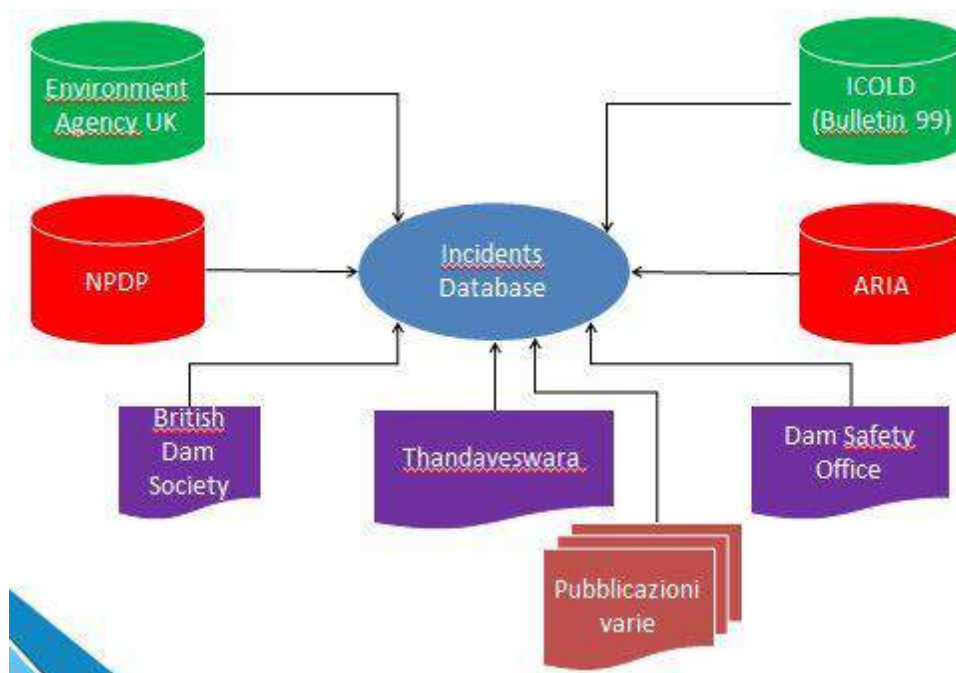 Environment
Agency UK
ICOLD
(Bulletin 99)
NPDP
Incidents
Database
ARIA
British
Dam
Society
Thandaveswara
Dam Safety
Office
Pubblicazioni
varie